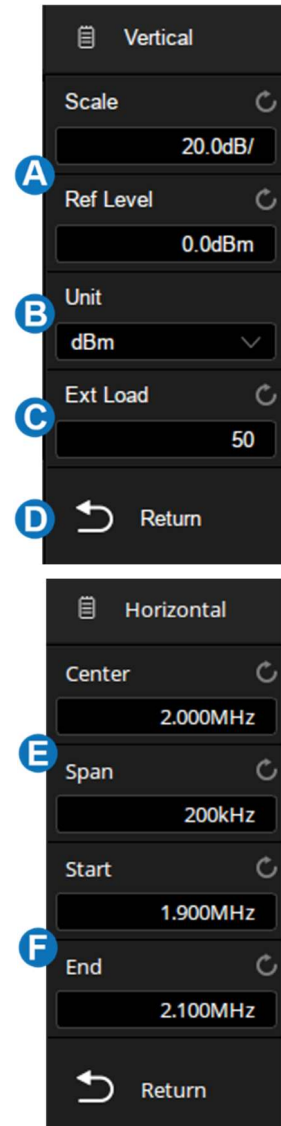 Vertical
Scale
20.0dB/
A
Ref Level
0.0dBm
Unit
B
dBm
Ext Load
C
50
D Return
Horizontal
Center
2.000MHz
E
Span
200kHz
Start
1.900MHz
F
End
2.100MHz
Return